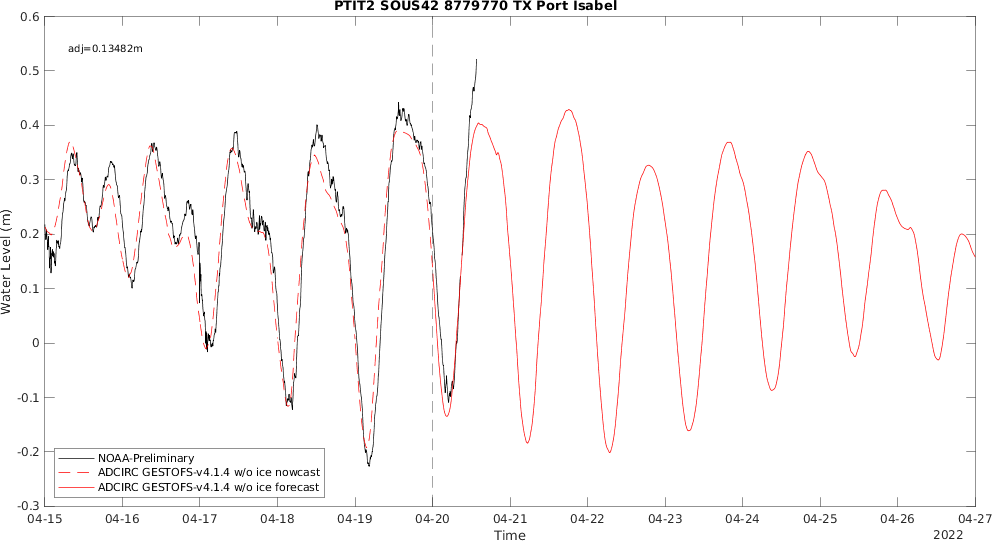 PTIT2 SOUS42 8779770 TX Port Isabel
adj=0.13482m
Water Level (m)
0.6
0.5
0.4
0.3
0.2
0.1
0
-0.1
-0.2
-0.3
NOAA-Preliminary
ADCIRC GESTOFS-v4.1.4 w/o ice nowcast
ADCIRC GESTOFS-v4.1.4 w/o ice forecast
04-15 04-16 04-17 04-18 04-19 04-20 04-21 04-22 04-23 04-24 04-25 04-26 04-27
Time
2022